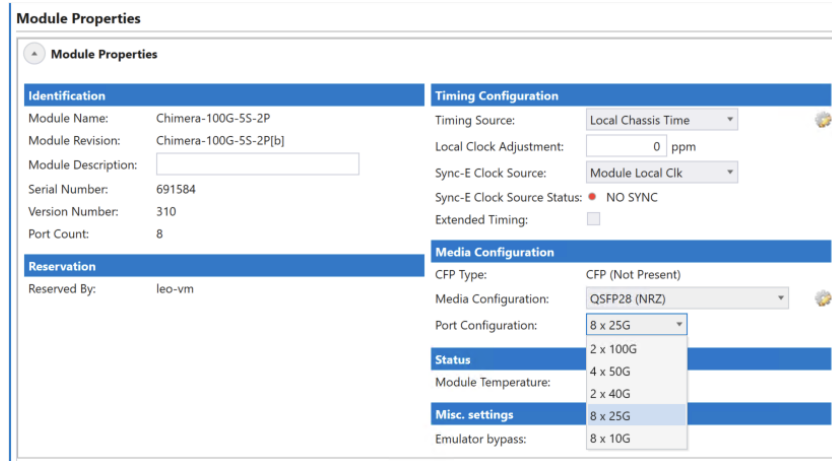 Module Properties
Module Properties
Identification
Module Name: Chimera-100G-5S-2P
Module Revision: Chimera-100G-5S-2P[b]
Module Description:
Serial Number: 691584
Version Number: 310
Port Count: 8
Reservation
Reserved By: leo-vm
Timing Configuration
Timing Source: Local Chassis Time
Local Clock Adjustment: 0 ppm
Sync-E Clock Source: Module Local Clk
Sync-E Clock Source Status: NO SYNC
Extended Timing:
Media Configuration
CFP Type: CFP (Not Present)
Media Configuration: QSFP28 (NRZ)
Port Configuration: 8 x 25G
2 x 100G
4 x 50G
2 x 40G
8 x 25G
8 x 10G
Status
Module Temperature:
Misc. settings
Emulator bypass: